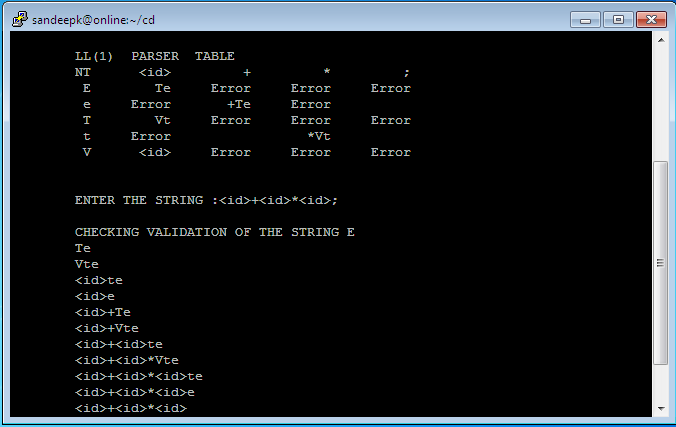 sandeepk@online:~/cd
LL(1) PARSER TABLE
NT <id> + * ;
E Te Error Error Error
e Error +Te Error
T Vt Error Error Error
t Error *Vt
V <id> Error Error Error
ENTER THE STRING :<id>+<id>*<id>;
CHECKING VALIDATION OF THE STRING E
Te
Vte
<id>te
<id>e
<id>+Te
<id>+Vte
<id>+<id>te
<id>+<id>*Vte
<id>+<id>*<id>te
<id>+<id>*<id>e
<id>+<id>*<id>